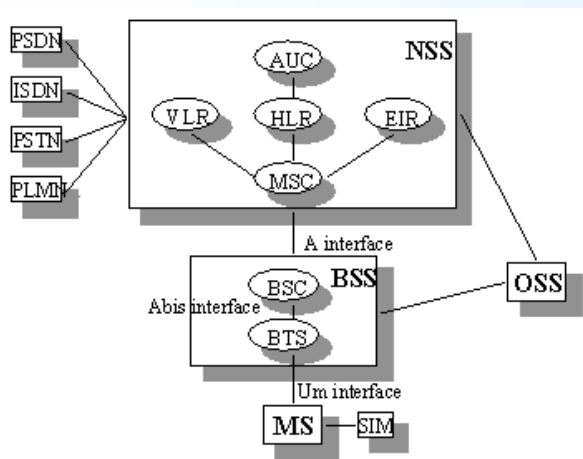 PSDN
ISDN
PSTN
PLMN
NSS
AUC
VLR
HLR
EIR
MSC
A interface
BSS
BSC
Abis interface
BTS
OSS
Um interface
MS
SIM